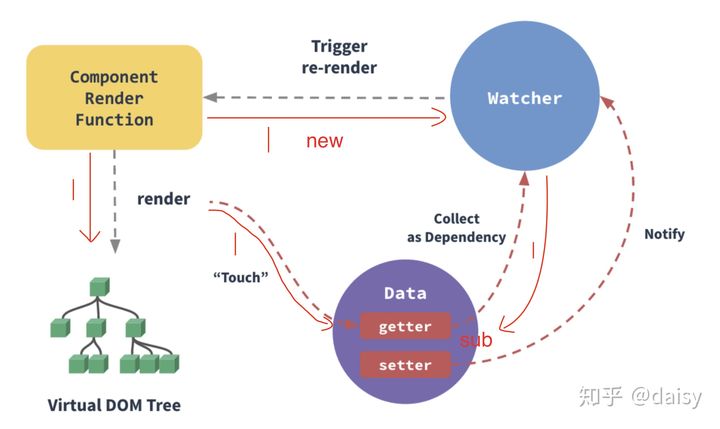 Trigger
re-render
Component
Render
Function
Watcher
new
render
Collect
as Dependency
Notify
“Touch”
Data
getter
sub
setter
Virtual DOM Tree
知乎 @daisy